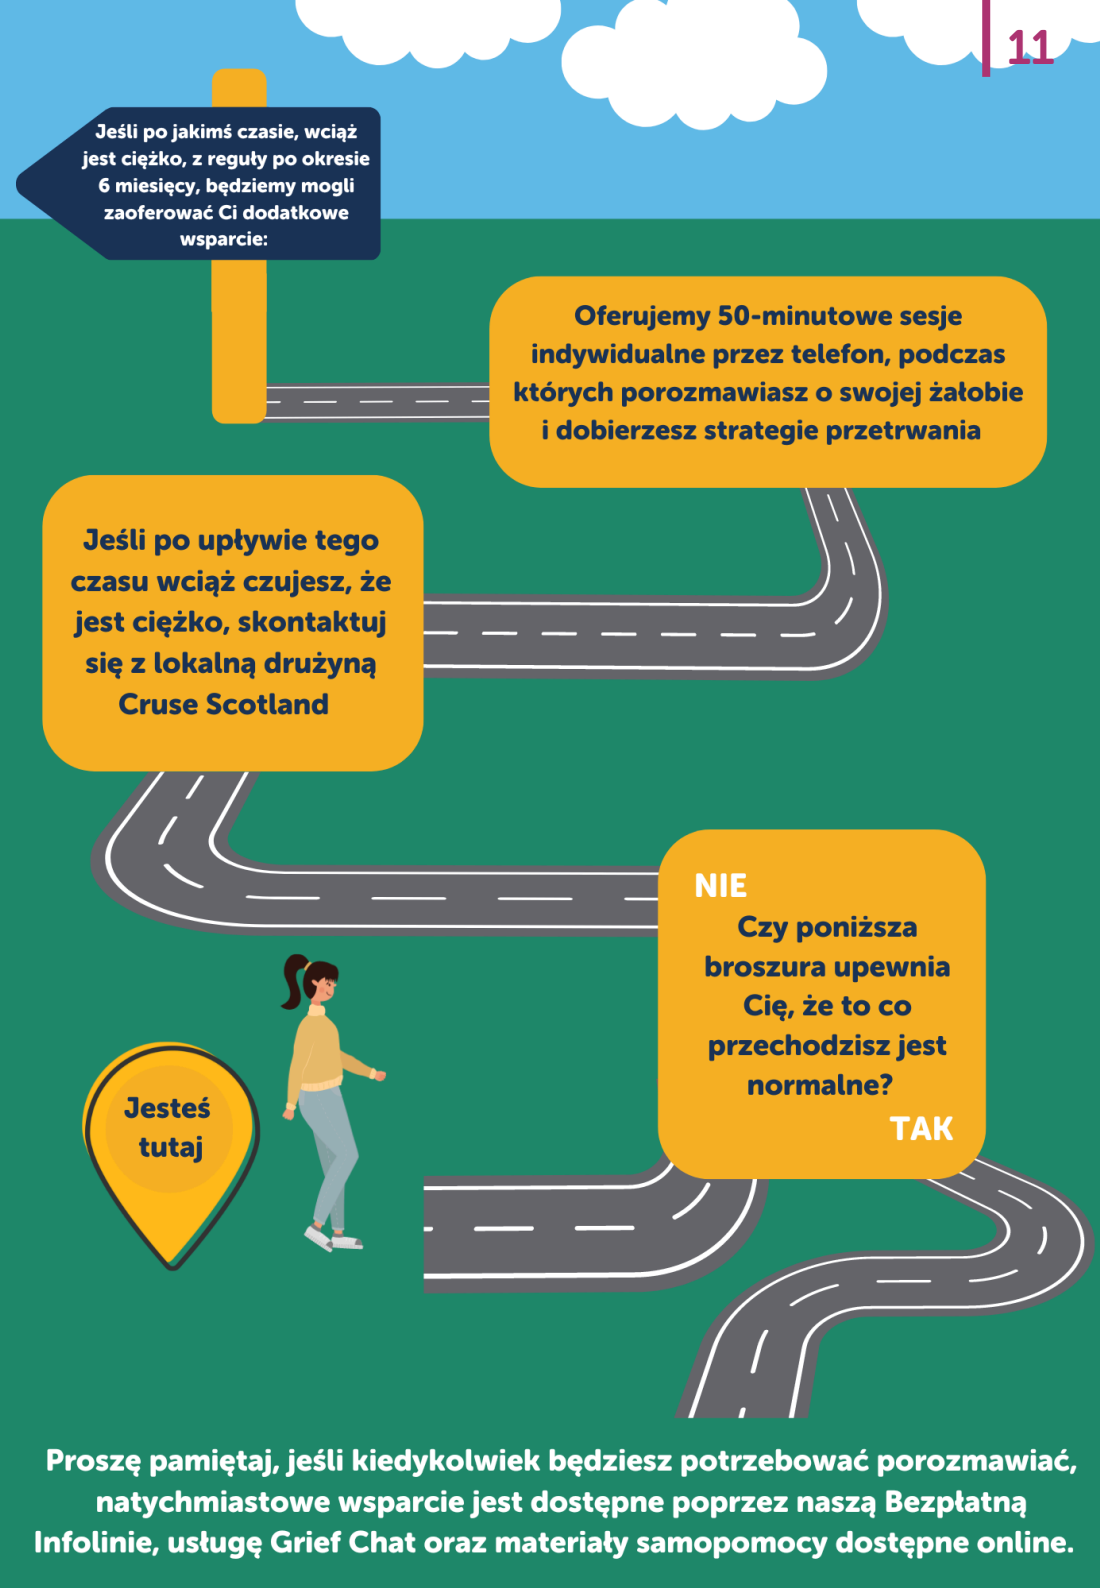 11
Jeśli po jakimś czasie, wciąż
jest ciężko, z reguły po okresie
6 miesięcy, będziemy mogli
zaoferować Ci dodatkowe
wsparcie:
Oferujemy 50-minutowe sesje
indywidualne przez telefon, podczas
których porozmawiasz o swojej żałobie
i dobierzesz strategie przetrwania
Jeśli po upływie tego
czasu wciąż czujesz, że
jest ciężko, skontaktuj
się z lokalną drużyną
Cruse Scotland
NIE
Czy poniższa
broszura upewnia
Cię, że to co
przechodzisz jest
normalne?
TAK
Jesteś
tutaj
Proszę pamiętaj, jeśli kiedykolwiek będziesz potrzebować porozmawiać,
natychmiastowe wsparcie jest dostępne poprzez naszą Bezpłatną
Infolinie, usługę Grief Chat oraz materiały samopomocy dostępne online.